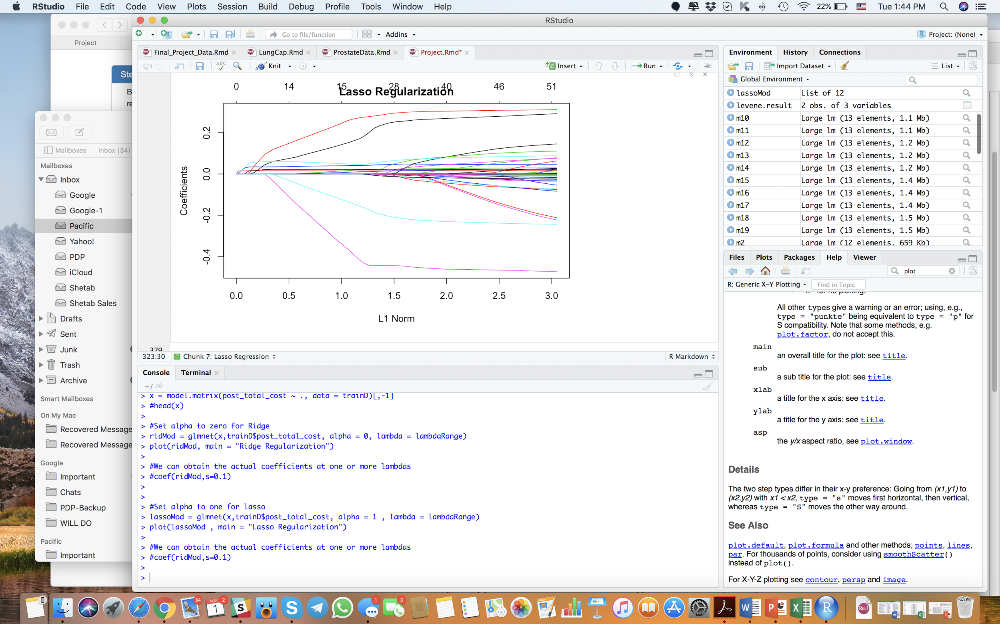 RStudio File Edit Code View Plots Session Build Debug Profile Tools Window Help
22% Tue 1:44 PM
RStudio
Go to file/function Addins
Project: (None)
Project
Ste
B
re
Mailboxes Inbox (34)
Mailboxes
Inbox
Google
Google-1
Pacific
Yahoo!
PDP
iCloud
Shetab
Shetab Sales
Drafts
Sent
Junk
Trash
Archive
Smart Mailboxes
On My Mac
Recovered Message
Recovered Message
Google
Important
Chats
PDP-Backup
WILL DO
Pacific
Important
Final_Project_Data.Rmd LungCap.Rmd ProstateData.Rmd Project.Rmd*
ABC Knit Insert Run
0 14 15 28 40 46 51
Lasso Regularization
Coefficients
0.2
0.0
-0.2
-0.4
0.0 0.5 1.0 1.5 2.0 2.5 3.0
L1 Norm
329
323:30 Chunk 7: Lasso Regression R Markdown
Console Terminal
~/
> x = model.matrix(post_total_cost ~ ., data = trainD)[,-1]
> #head(x)
>
> #Set alpha to zero for Ridge
> ridMod = glmnet(x,trainD$post_total_cost, alpha = 0, lambda = lambdaRange)
> plot(ridMod, main = "Ridge Regularization")
>
> #We can obtain the actual coefficients at one or more lambdas
> #coef(ridMod,s=0.1)
>
>
> #Set alpha to one for lasso
> lassoMod = glmnet(x,trainD$post_total_cost, alpha = 1 , lambda = lambdaRange)
> plot(lassoMod , main = "Lasso Regularization")
>
> #We can obtain the actual coefficients at one or more lambdas
> #coef(ridMod,s=0.1)
>
>
Environment History Connections
Import Dataset List
Global Environment
lassoMod List of 12
levene.result 2 obs. of 3 variables
m10 Large lm (13 elements, 1.1 Mb)
m11 Large lm (13 elements, 1.1 Mb)
m12 Large lm (13 elements, 1.2 Mb)
m13 Large lm (13 elements, 1.2 Mb)
m14 Large lm (13 elements, 1.2 Mb)
m15 Large lm (13 elements, 1.4 Mb)
m16 Large lm (13 elements, 1.4 Mb)
m17 Large lm (13 elements, 1.4 Mb)
m18 Large lm (13 elements, 1.5 Mb)
m19 Large lm (13 elements, 1.5 Mb)
m2 Large lm (12 elements, 659 Kb)
Files Plots Packages Help Viewer
plot
R: Generic X-Y Plotting Find in Topic
"n" for no plotting.
All other types give a warning or an error; using, e.g.,
type = "punkte" being equivalent to type = "p" for
S compatibility. Note that some methods, e.g.
plot.factor, do not accept this.
main
an overall title for the plot: see title.
sub
a sub title for the plot: see title.
xlab
a title for the x axis: see title.
ylab
a title for the y axis: see title.
asp
the y/x aspect ratio, see plot.window.
Details
The two step types differ in their x-y preference: Going from (x1,y1) to
(x2,y2) with x1 < x2, type = "s" moves first horizontal, then vertical,
whereas type = "S" moves the other way around.
See Also
plot.default, plot.formula and other methods; points, lines,
par. For thousands of points, consider using smoothScatter()
instead of plot().
For X-Y-Z plotting see contour, persp and image.
34 MAY 1 2 S S 1 3 W P X R Rmd